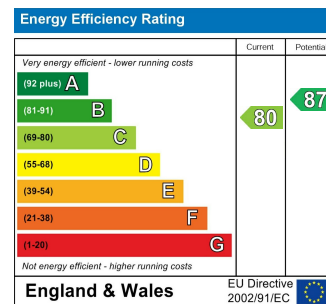 Energy Efficiency Rating
Current Potentia
Very energy efficient - lower running costs
(92 plus) A
(81-91) B
(69-80) C
(55-68) D
(39-54) E
(21-38) F
(1-20) G
80
87
Not energy efficient - higher running costs
England & Wales
EU Directive
2002/91/EC